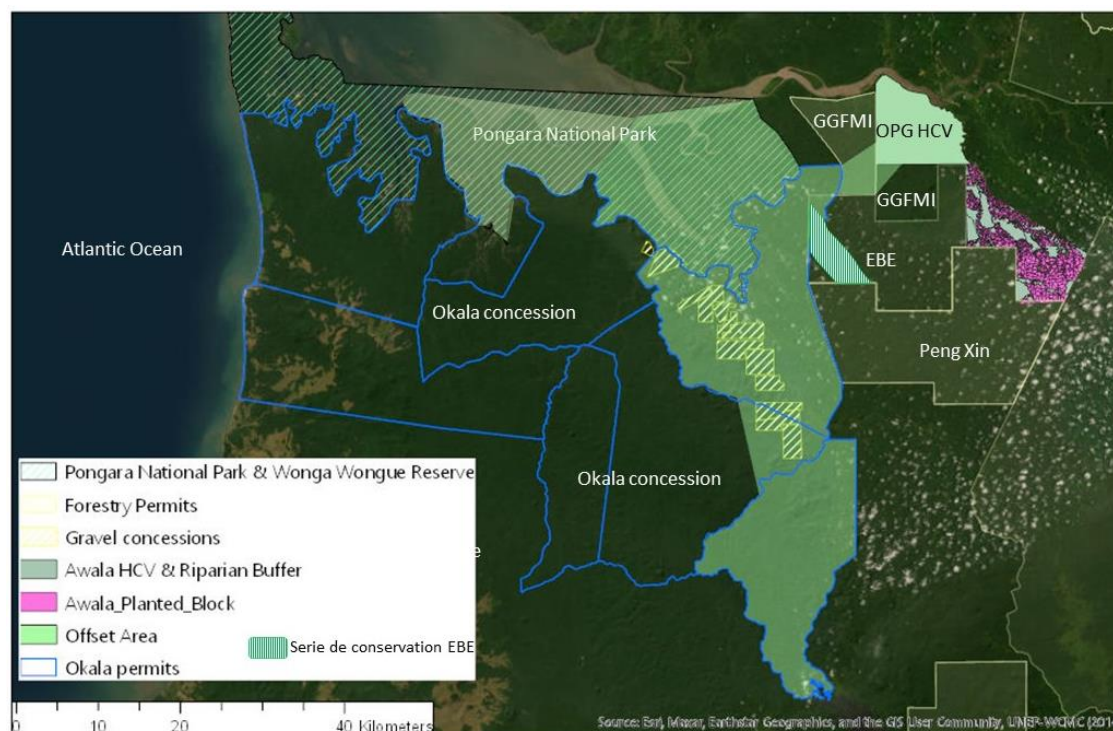 GGFMI
OPG HCV
Pongara National Park
GGFMI
Atlantic Ocean
EBE
Okala concession
Peng Xin
Okala concession
Pongara National Park & Wonga Wongue Reserve
Forestry Permits
Gravel concessions
Awala HCV & Riparian Buffer
Awala_Planted_Block
Offset Area
Serie de conservation EBE
Okala permits
0 10 20 40 Kilometers
Source: Esri, Maxar, Earthstar Geographics, and the GIS User Community, UNEP-WCMC (201